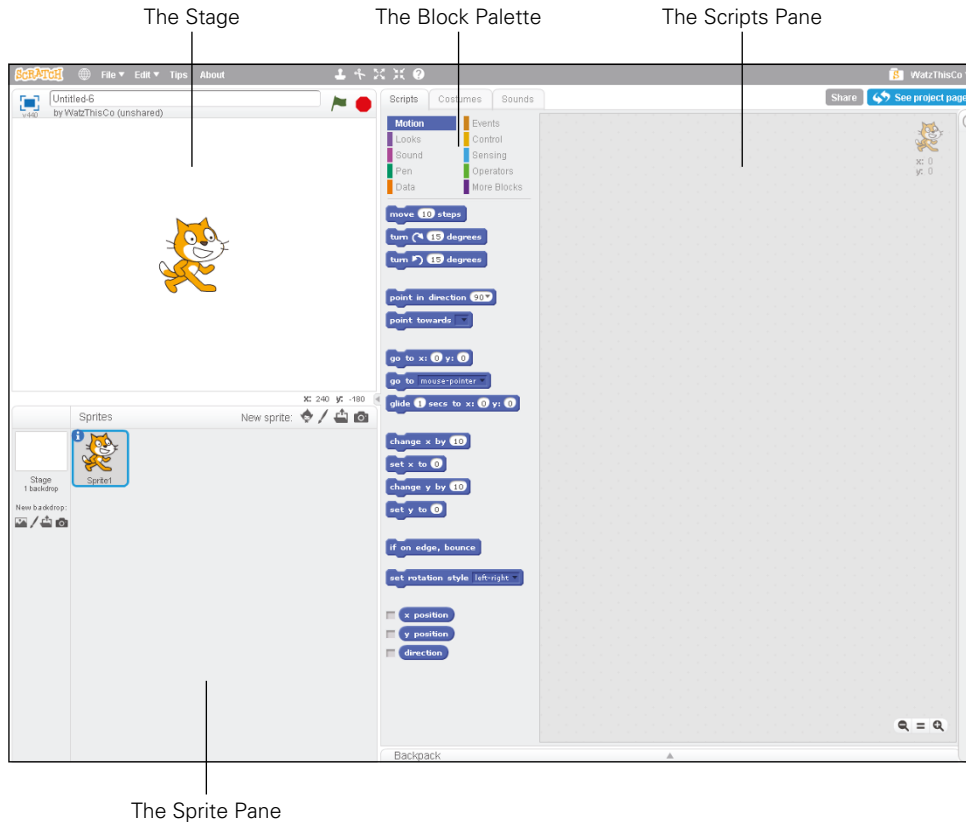 The Stage
The Block Palette
The Scripts Pane
SCRATCH
File ▼ Edit ▼ Tips About
WatzThisCo
v440
Untitled-6
by WatzThisCo (unshared)
Scripts Costumes Sounds
Share
See project page
Motion Events
Looks Control
Sound Sensing
Pen Operators
Data More Blocks
x: 0
y: 0
move 10 steps
turn 15 degrees
turn 15 degrees
point in direction 90▼
point towards ▼
go to x: 0 y: 0
go to mouse-pointer ▼
glide 1 secs to x: 0 y: 0
change x by 10
set x to 0
change y by 10
set y to 0
if on edge, bounce
set rotation style left-right ▼
x position
y position
direction
X: 240 Y: -180
Sprites
New sprite:
Stage
1 backdrop
Sprite1
New backdrop:
Backpack
The Sprite Pane